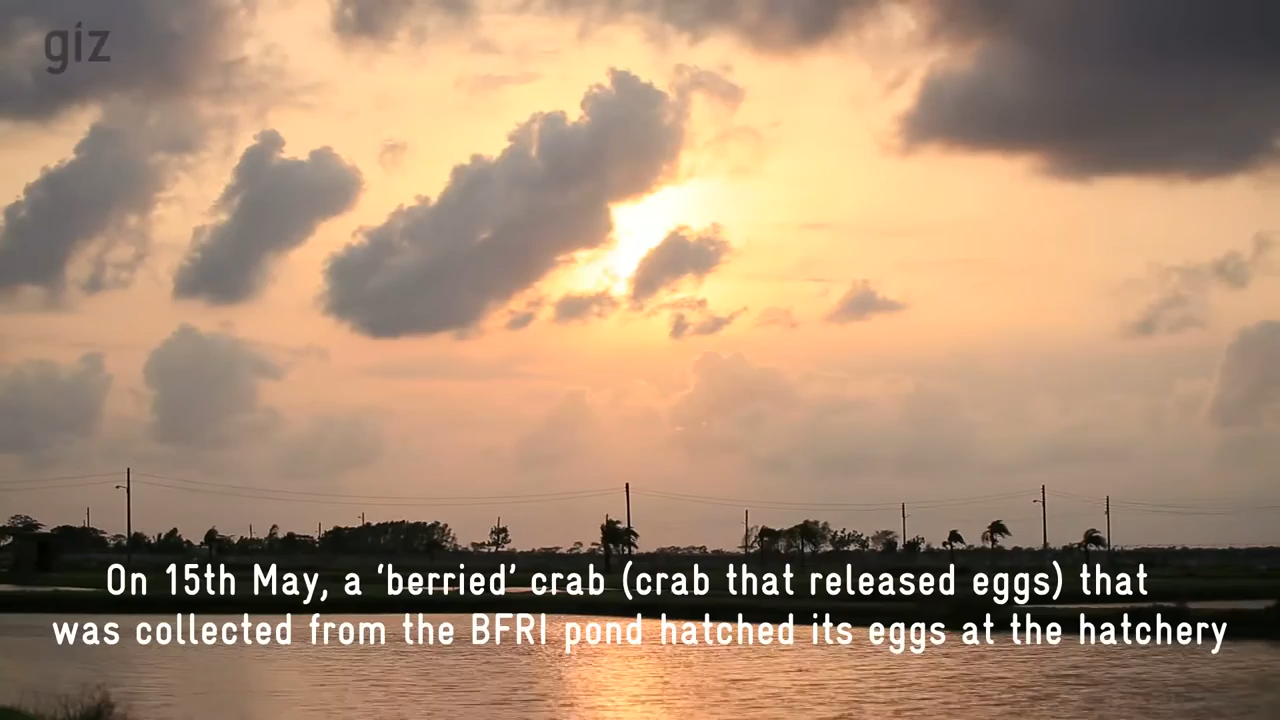 giz
On 15th May, a ‘berried’ crab (crab that released eggs) that
was collected from the BFRI pond hatched its eggs at the hatchery